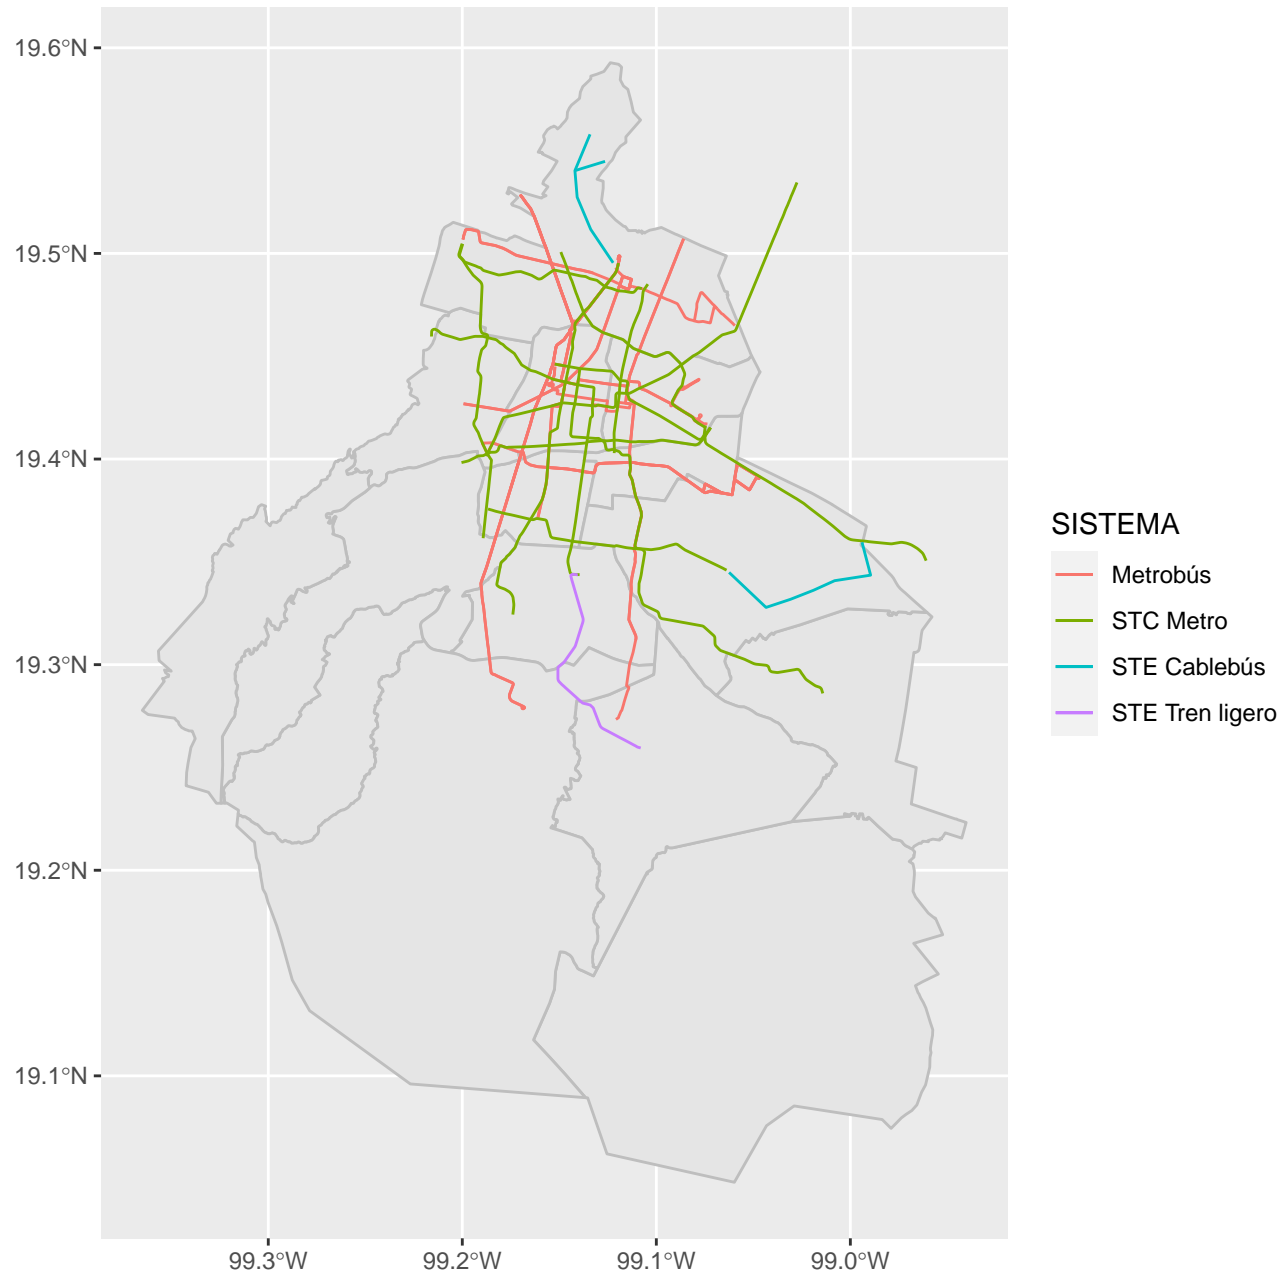 19.6°N
19.5°N
19.4°N
19.3°N
19.2°N
19.1°N
99.3°W
99.2°W
99.1°W
99.0°W
SISTEMA
Metrobús
STC Metro
STE Cablebús
STE Tren ligero